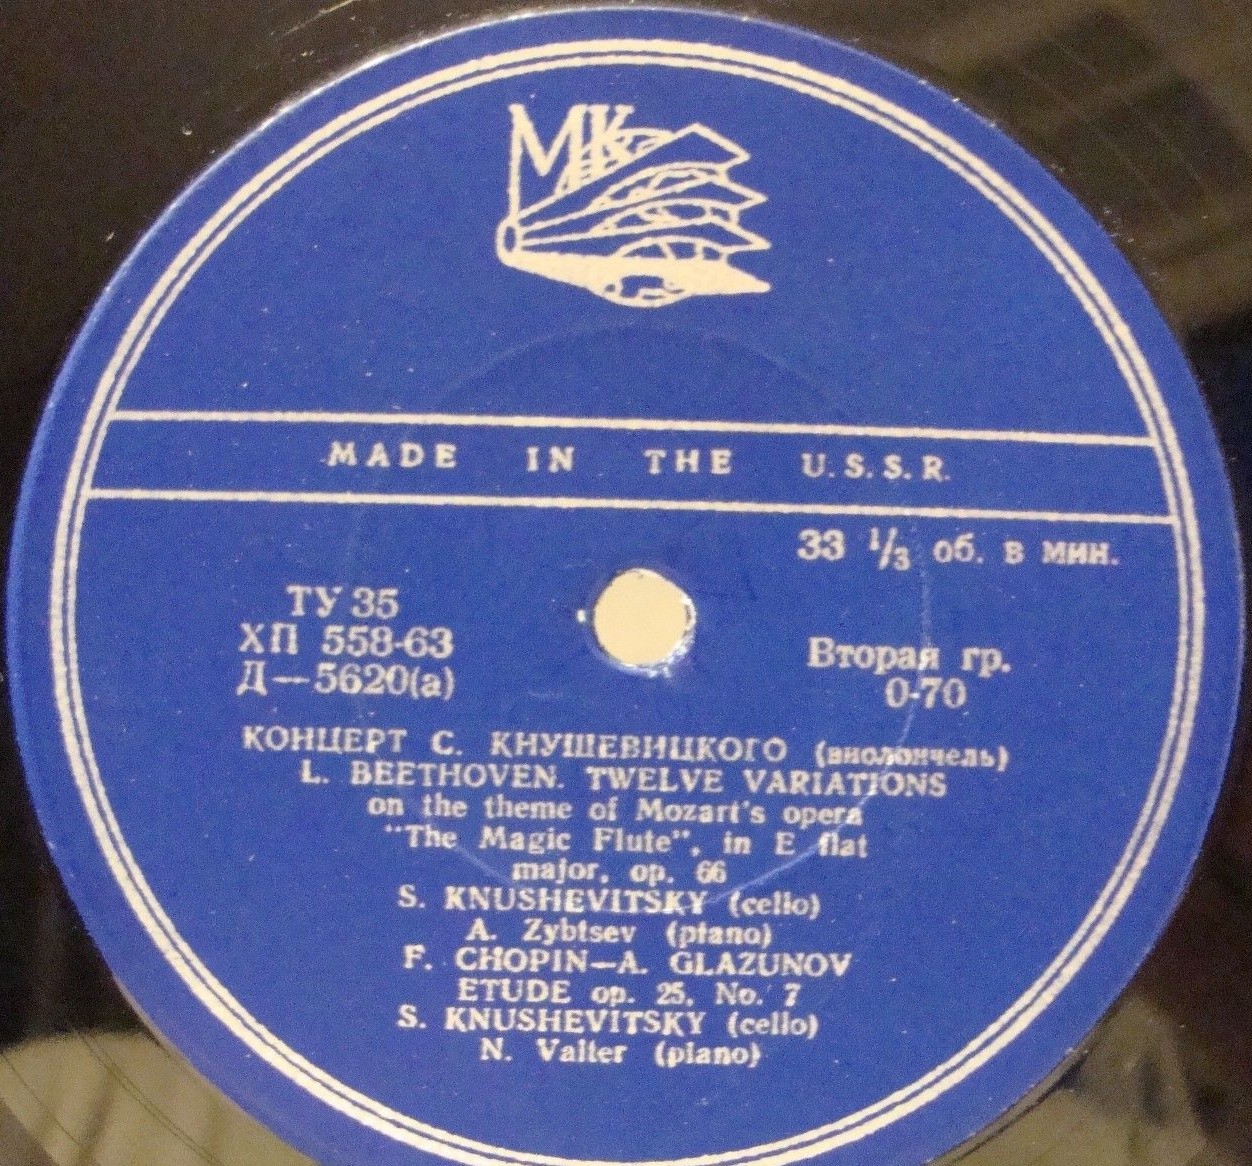 МК
MADE IN THE U.S.S.R.
33 1/3 об. в мин.
ТУ 35
ХП 558-63
Д—5620(а)
Вторая гр.
0-70
КОНЦЕРТ С. КНУШЕВИЦКОГО (виолончель)
L. BEETHOVEN. TWELVE VARIATIONS
on the theme of Mozart's opera
"The Magic Flute", in E flat
major, op. 66
S. KNUSHEVITSKY (cello)
A. Zybtsev (piano)
F. CHOPIN—A. GLAZUNOV
ETUDE op. 25, No. 7
S. KNUSHEVITSKY (cello)
N. Valter (piano)